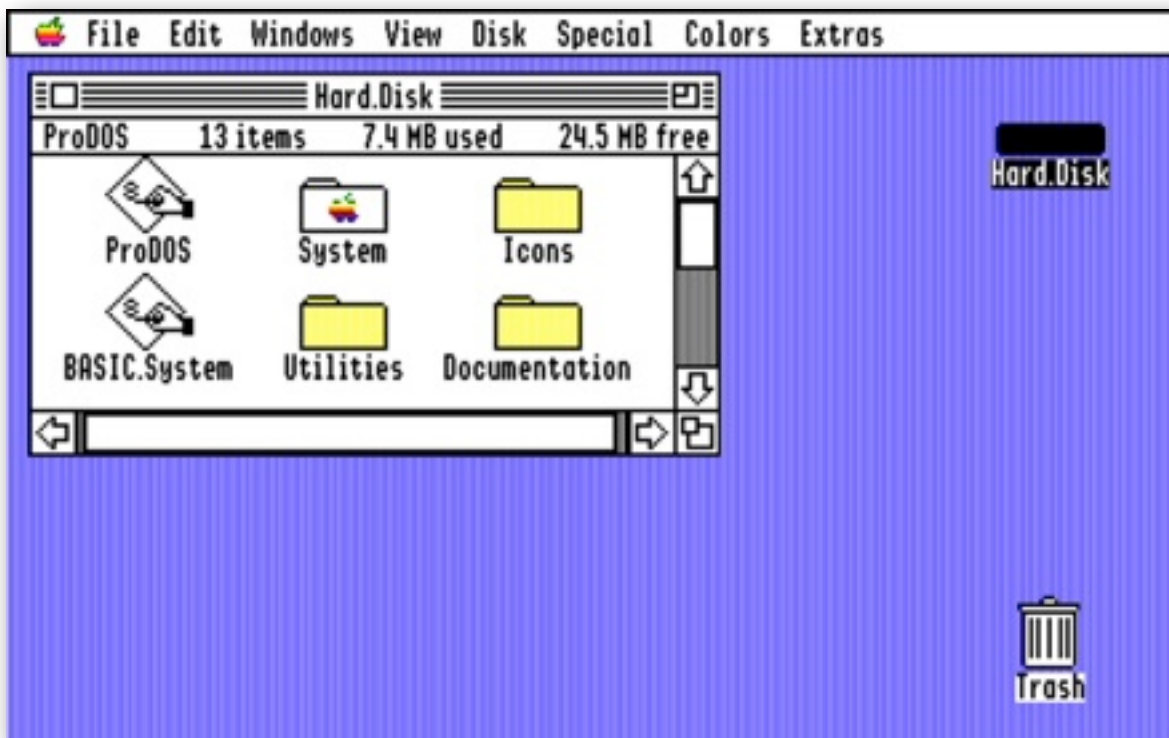 File Edit Windows View Disk Special Colors Extras
Hard.Disk
ProDOS 13 items 7.4 MB used 24.5 MB free
ProDOS System Icons
BASIC.System Utilities Documentation
Hard.Disk
Trash